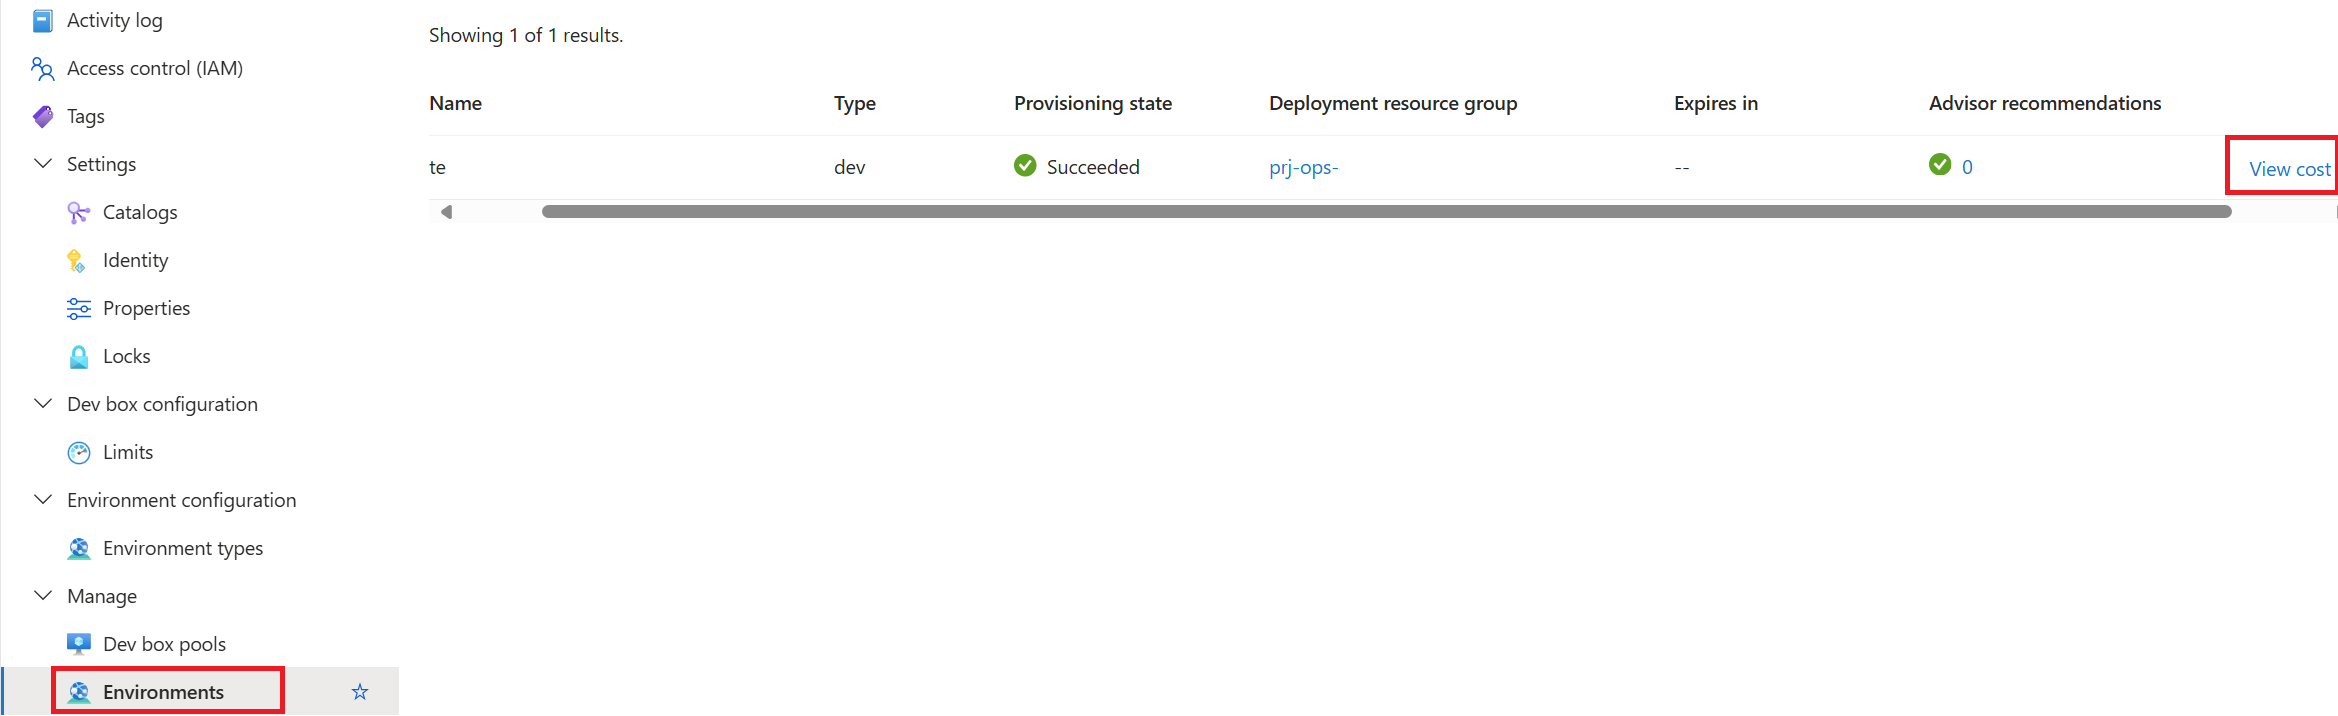 Activity log
Access control (IAM)
Tags
Settings
Catalogs
Identity
Properties
Locks
Dev box configuration
Limits
Environment configuration
Environment types
Manage
Dev box pools
Environments
Showing 1 of 1 results.
Name Type Provisioning state Deployment resource group Expires in Advisor recommendations
te dev Succeeded prj-ops- -- 0 View cost